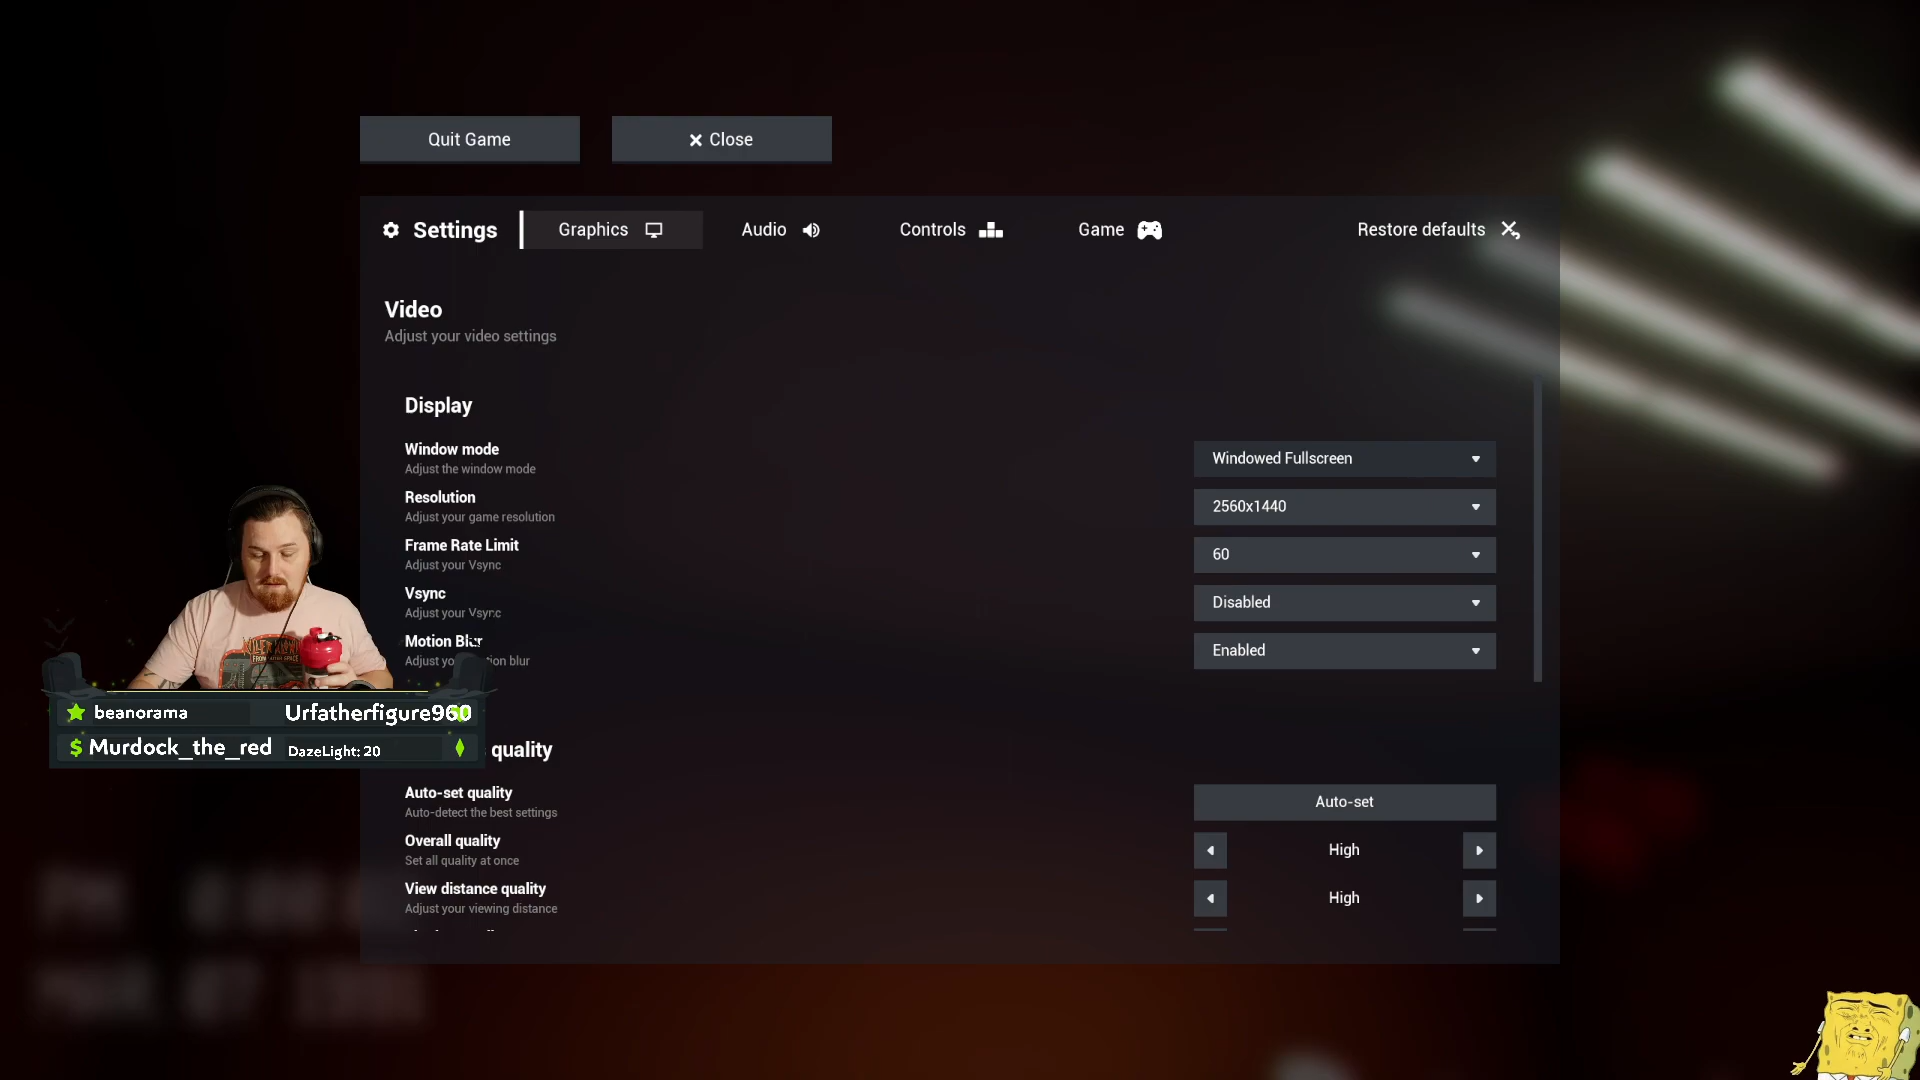 Quit Game
Close
Settings
Graphics
Audio
Controls
Game
Restore defaults
Video
Adjust your video settings
Display
Window mode
Adjust the window mode
Windowed Fullscreen
Resolution
Adjust your game resolution
2560x1440
Frame Rate Limit
Adjust your Vsync
60
Vsync
Adjust your Vsync
Disabled
Motion Blur
Enabled
beanorama
Urfatherfigure960
$ Murdock_the_red
DazeLight: 20
quality
Auto-set quality
Auto-detect the best settings
Auto-set
Overall quality
Set all quality at once
High
View distance quality
Adjust your viewing distance
High